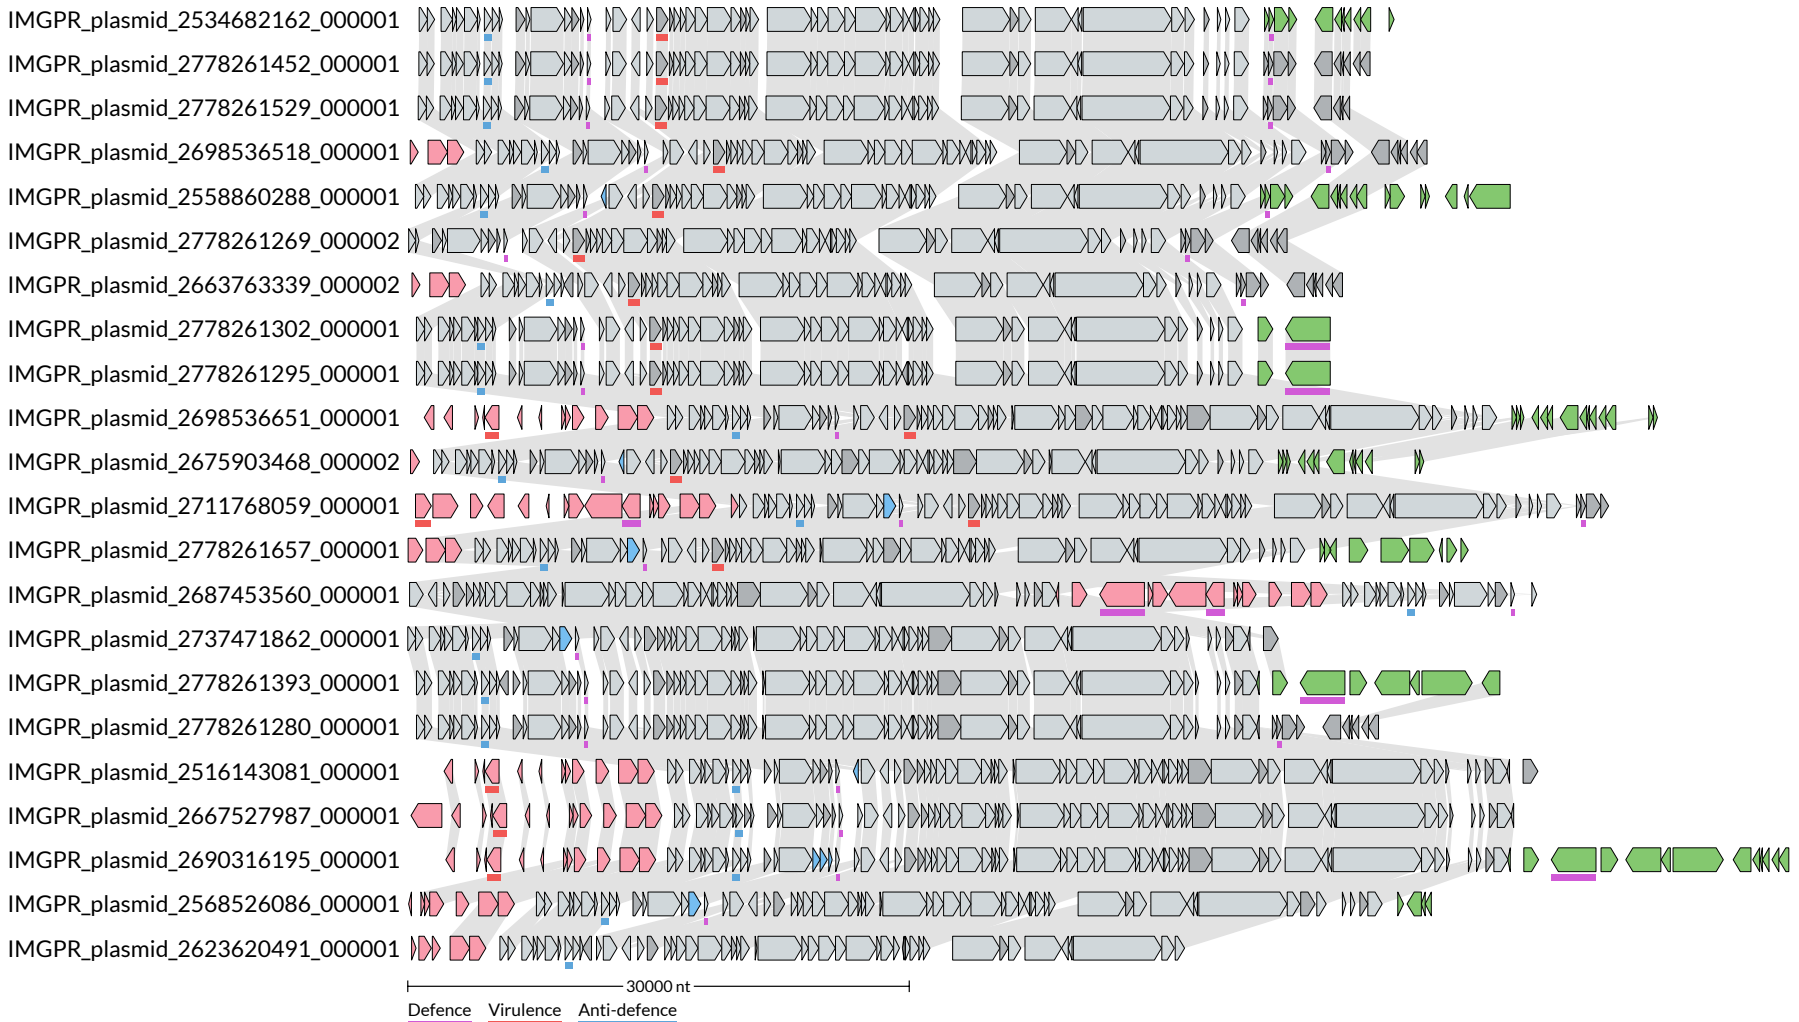 IMGPR_plasmid_2534682162_000001
IMGPR_plasmid_2778261452_000001
IMGPR_plasmid_2778261529_000001
IMGPR_plasmid_2698536518_000001
IMGPR_plasmid_2558860288_000001
IMGPR_plasmid_2778261269_000002
IMGPR_plasmid_2663763339_000002
IMGPR_plasmid_2778261302_000001
IMGPR_plasmid_2778261295_000001
IMGPR_plasmid_2698536651_000001
IMGPR_plasmid_2675903468_000002
IMGPR_plasmid_2711768059_000001
IMGPR_plasmid_2778261657_000001
IMGPR_plasmid_2687453560_000001
IMGPR_plasmid_2737471862_000001
IMGPR_plasmid_2778261393_000001
IMGPR_plasmid_2778261280_000001
IMGPR_plasmid_2516143081_000001
IMGPR_plasmid_2667527987_000001
IMGPR_plasmid_2690316195_000001
IMGPR_plasmid_2568526086_000001
IMGPR_plasmid_2623620491_000001
30000 nt
Defence Virulence Anti-defence